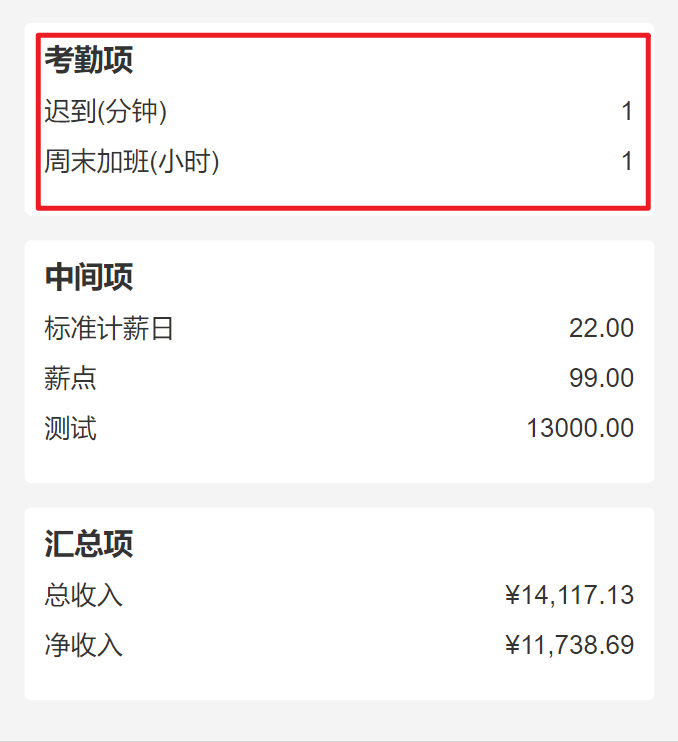 考勤项
迟到(分钟) 1
周末加班(小时) 1
中间项
标准计薪日 22.00
薪点 99.00
测试 13000.00
汇总项
总收入 ¥14,117.13
净收入 ¥11,738.69